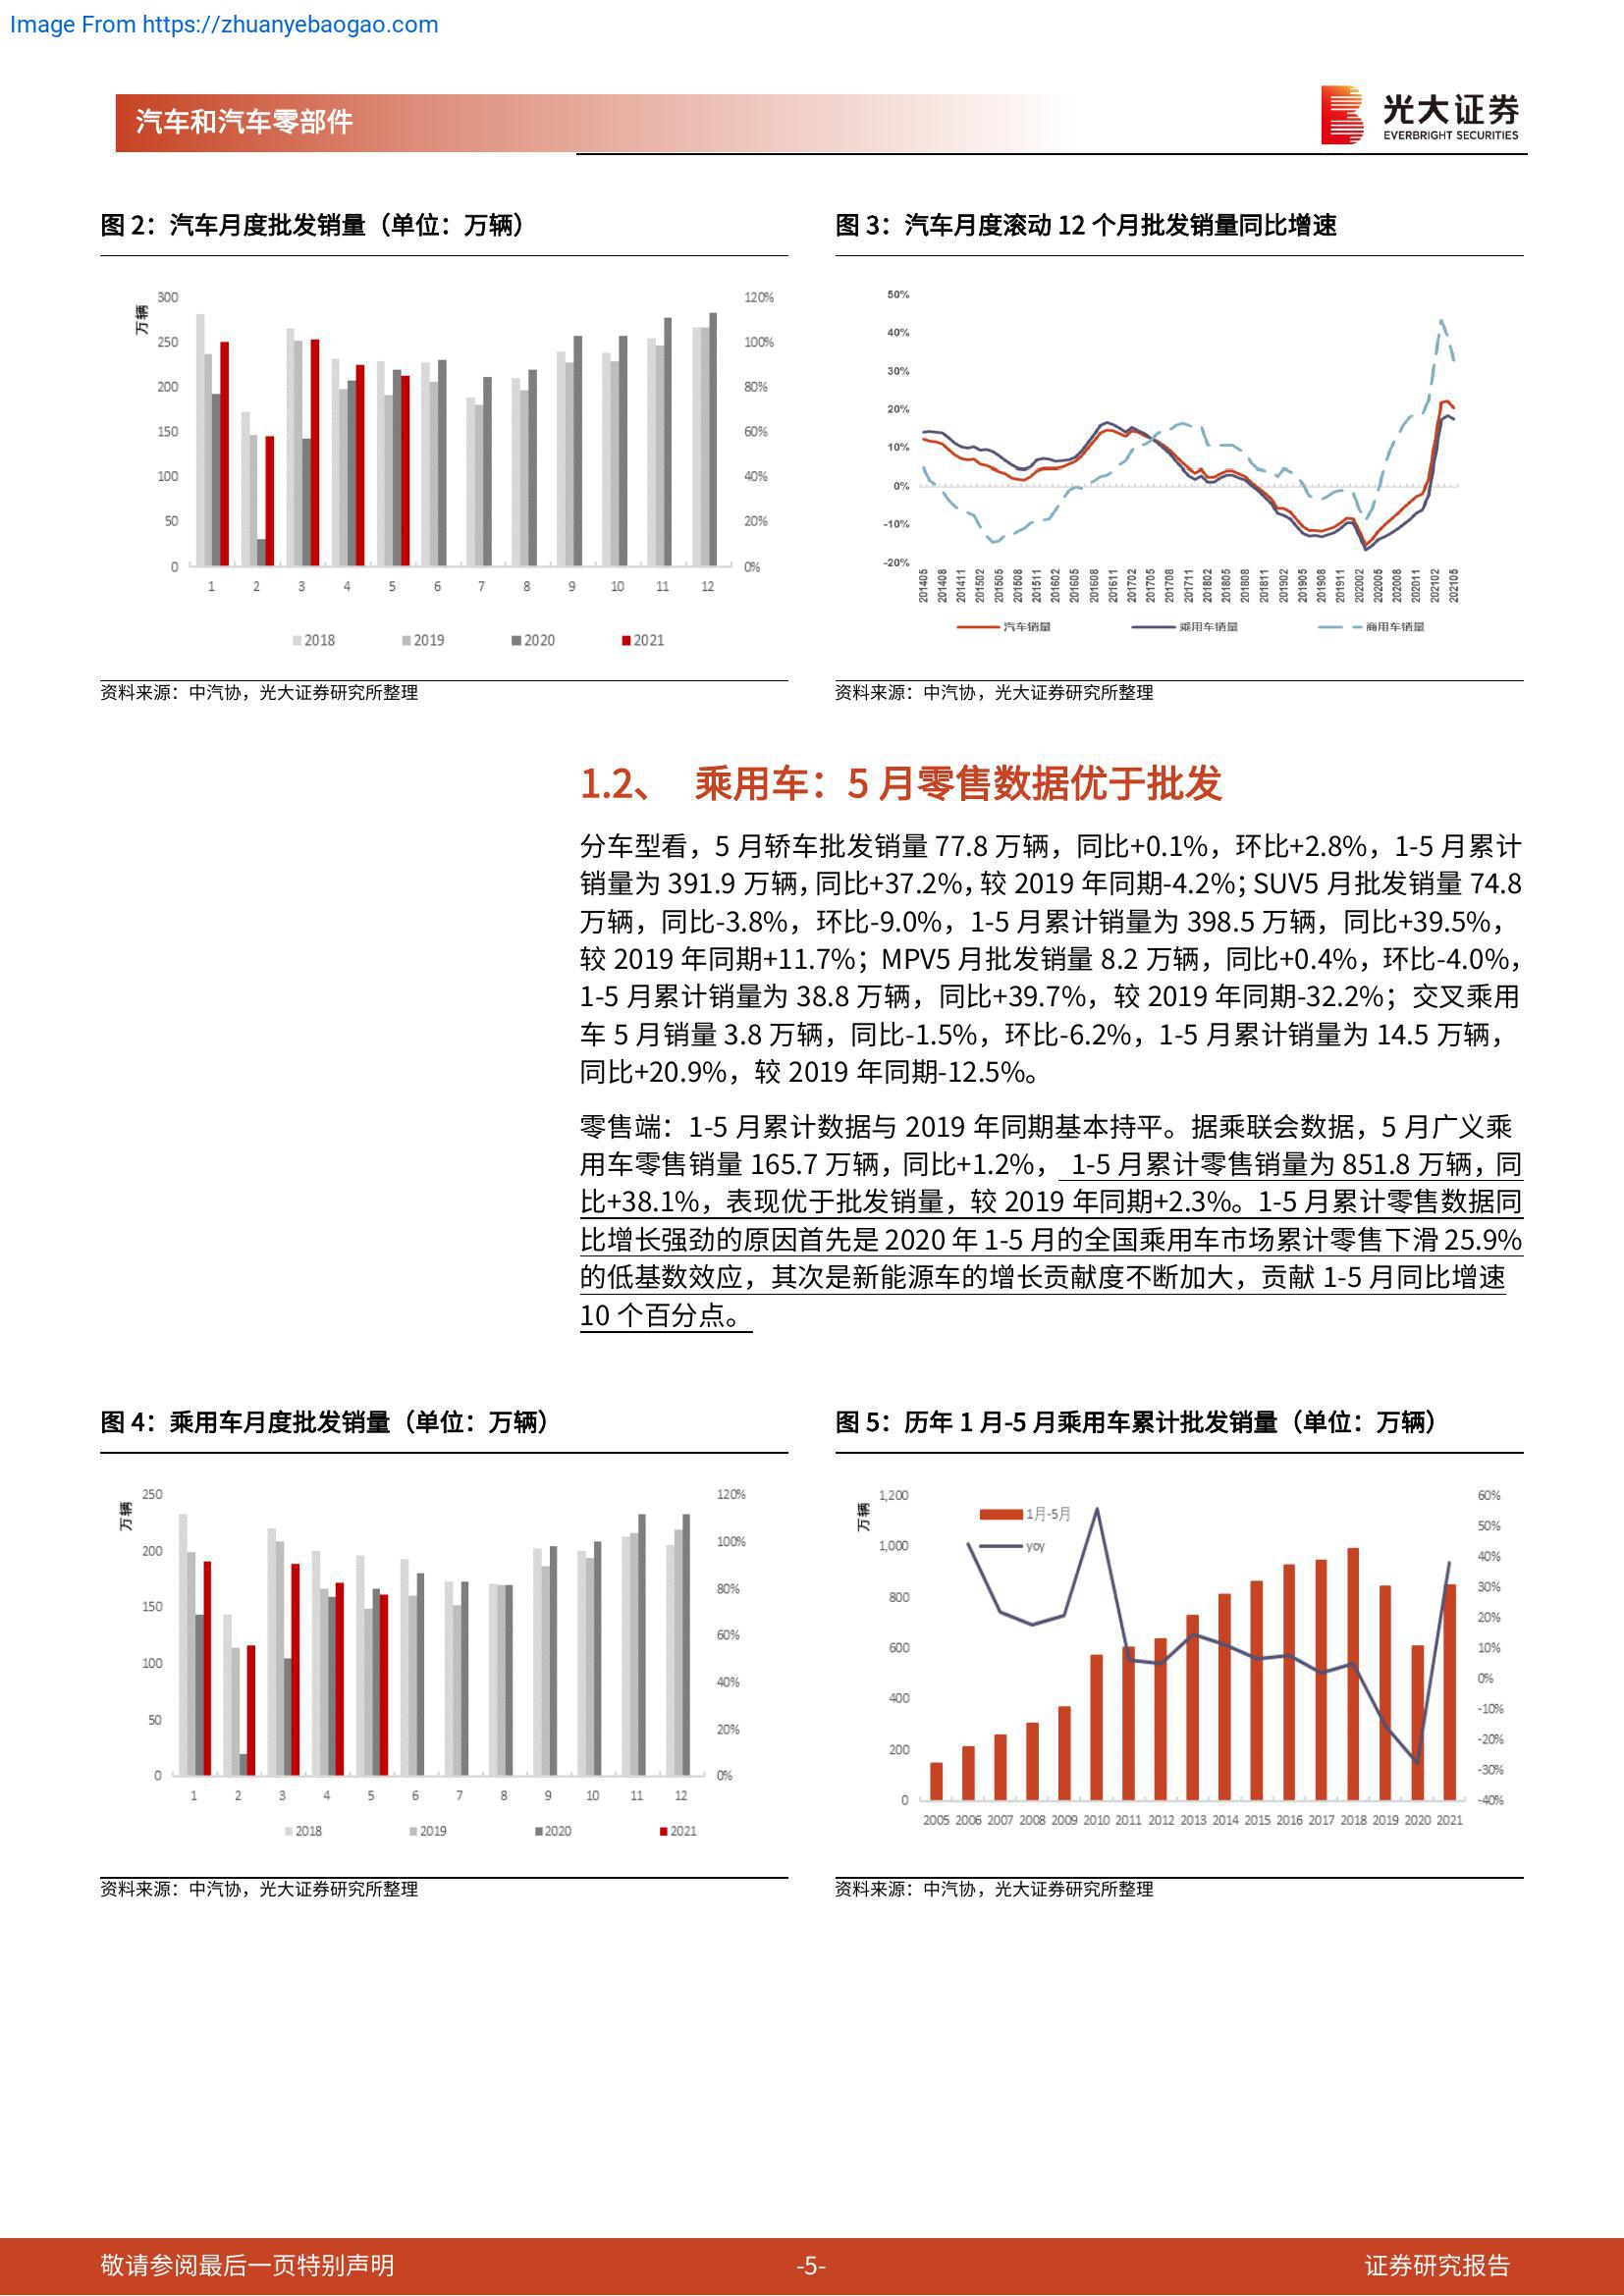 Image From https://zhuanyebaogao.com
汽车和汽车零部件
光大证券
EVERBRIGHT SECURITIES
图 2：汽车月度批发销量（单位：万辆）
万辆
300
250
200
150
100
50
0
120%
100%
80%
60%
40%
20%
0%
1 2 3 4 5 6 7 8 9 10 11 12
2018 2019 2020 2021
资料来源：中汽协，光大证券研究所整理
图 3：汽车月度滚动 12 个月批发销量同比增速
50%
40%
30%
20%
10%
0%
-10%
-20%
201405 201408 201411 201502 201505 201508 201511 201602 201605 201608 201611 201702 201705 201708 201711 201802 201805 201808 201811 201902 201905 201908 201911 202002 202005 202008 202011 202102 202105
汽车销量 乘用车销量 商用车销量
资料来源：中汽协，光大证券研究所整理
1.2、 乘用车：5 月零售数据优于批发
分车型看，5 月轿车批发销量 77.8 万辆，同比+0.1%，环比+2.8%，1-5 月累计
销量为 391.9 万辆，同比+37.2%，较 2019 年同期-4.2%；SUV5 月批发销量 74.8
万辆，同比-3.8%，环比-9.0%，1-5 月累计销量为 398.5 万辆，同比+39.5%，
较 2019 年同期+11.7%；MPV5 月批发销量 8.2 万辆，同比+0.4%，环比-4.0%，
1-5 月累计销量为 38.8 万辆，同比+39.7%，较 2019 年同期-32.2%；交叉乘用
车 5 月销量 3.8 万辆，同比-1.5%，环比-6.2%，1-5 月累计销量为 14.5 万辆，
同比+20.9%，较 2019 年同期-12.5%。
零售端：1-5 月累计数据与 2019 年同期基本持平。据乘联会数据，5 月广义乘
用车零售销量 165.7 万辆，同比+1.2%， 1-5 月累计零售销量为 851.8 万辆，同
比+38.1%，表现优于批发销量，较 2019 年同期+2.3%。1-5 月累计零售数据同
比增长强劲的原因首先是 2020 年 1-5 月的全国乘用车市场累计零售下滑 25.9%
的低基数效应，其次是新能源车的增长贡献度不断加大，贡献 1-5 月同比增速
10 个百分点。
图 4：乘用车月度批发销量（单位：万辆）
万辆
250
200
150
100
50
0
120%
100%
80%
60%
40%
20%
0%
1 2 3 4 5 6 7 8 9 10 11 12
2018 2019 2020 2021
资料来源：中汽协，光大证券研究所整理
图 5：历年 1 月-5 月乘用车累计批发销量（单位：万辆）
万辆
1,200
1,000
800
600
400
200
0
1月-5月
yoy
60%
50%
40%
30%
20%
10%
0%
-10%
-20%
-30%
-40%
2005 2006 2007 2008 2009 2010 2011 2012 2013 2014 2015 2016 2017 2018 2019 2020 2021
资料来源：中汽协，光大证券研究所整理
敬请参阅最后一页特别声明
-5-
证券研究报告